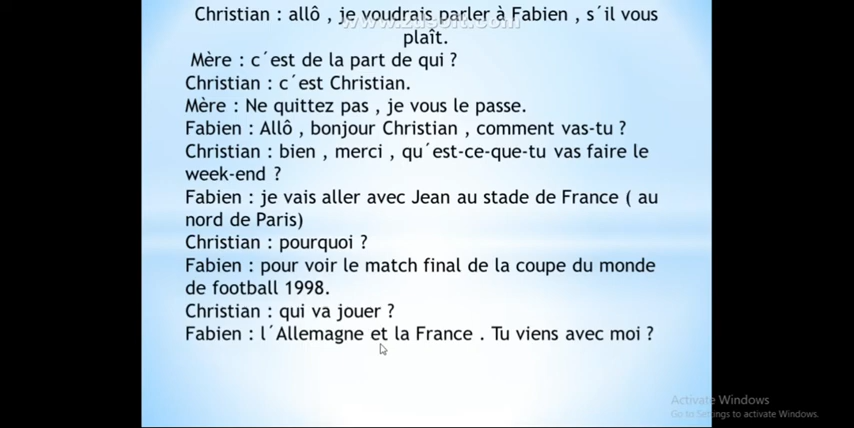 Christian : allô , je voudrais parler à Fabien , s´il vous
plaît.
Mère : c´est de la part de qui ?
Christian : c´est Christian.
Mère : Ne quittez pas , je vous le passe.
Fabien : Allô , bonjour Christian , comment vas-tu ?
Christian : bien , merci , qu´est-ce-que-tu vas faire le
week-end ?
Fabien : je vais aller avec Jean au stade de France ( au
nord de Paris)
Christian : pourquoi ?
Fabien : pour voir le match final de la coupe du monde
de football 1998.
Christian : qui va jouer ?
Fabien : l´Allemagne et la France . Tu viens avec moi ?
Activate Windows
Go to Settings to activate Windows.